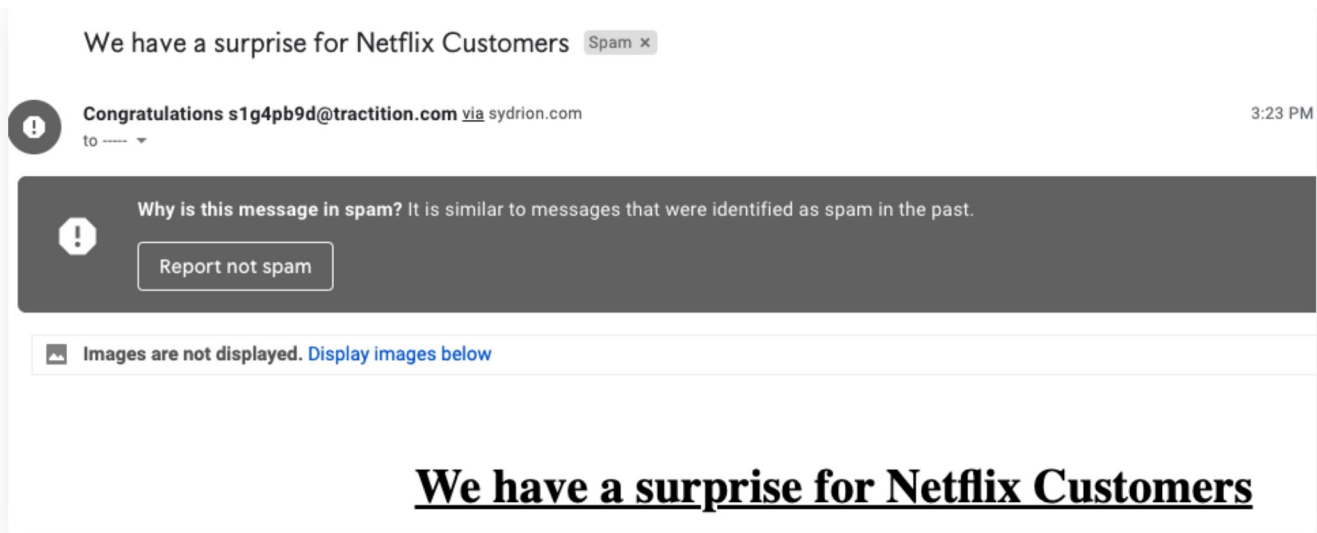 We have a surprise for Netflix Customers Spam ×
Congratulations s1g4pb9d@tractition.com via sydrion.com 3:23 PM
to -----
Why is this message in spam? It is similar to messages that were identified as spam in the past.
Report not spam
Images are not displayed. Display images below
We have a surprise for Netflix Customers